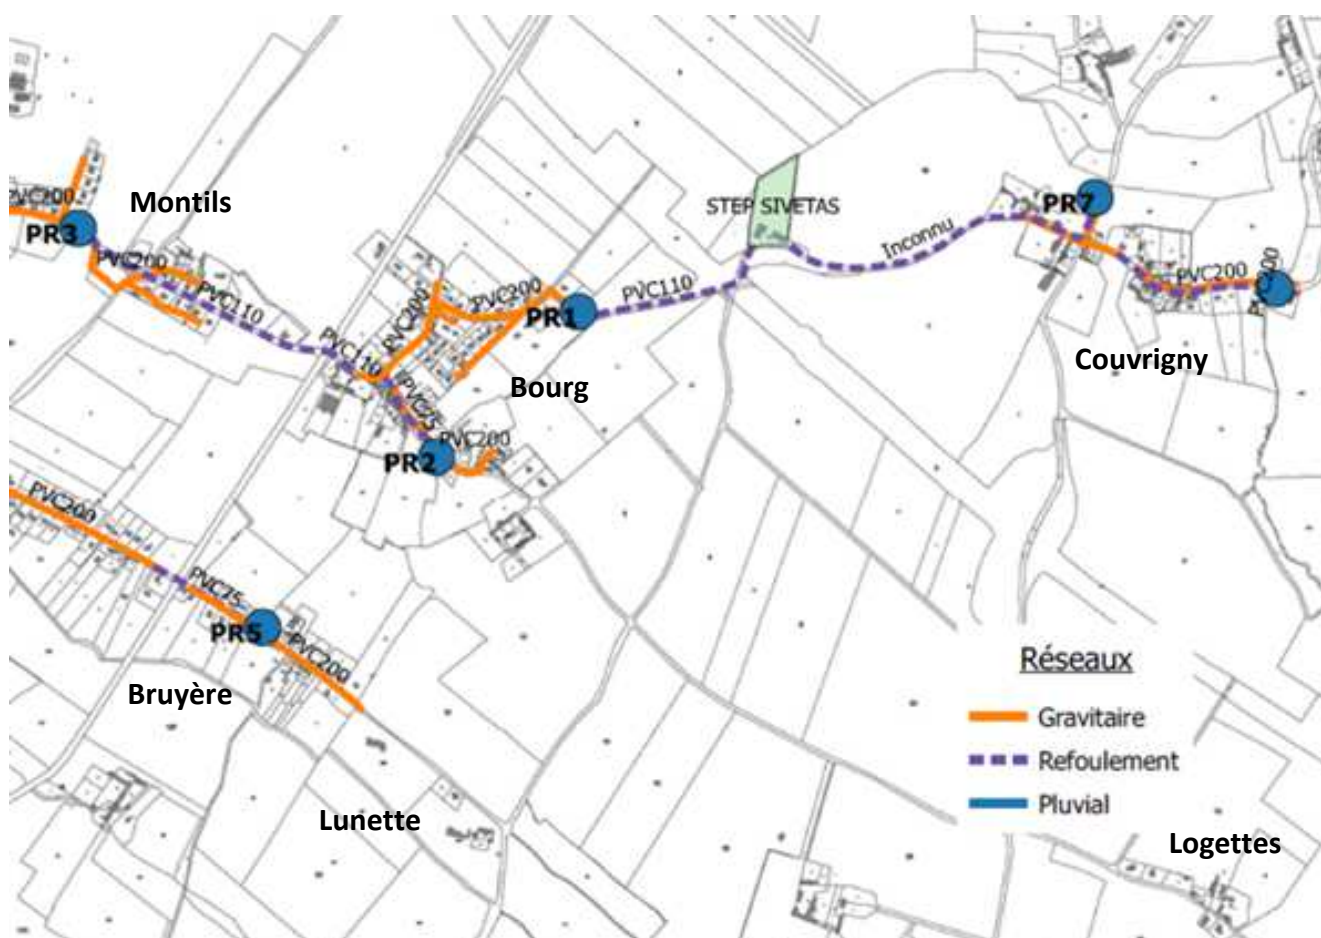 PVC200
Montils
PR3
PVC200
PVC110
STEP SIVETAS
PR7
Inconnu
PVC200
PVC200
PVC200
PR1
PVC110
PVC110
Bourg
Couvrigny
PVC75
PVC200
PR2
PVC200
PVC75
PR5
PVC200
Bruyère
Lunette
Réseaux
Gravitaire
Refoulement
Pluvial
Logettes